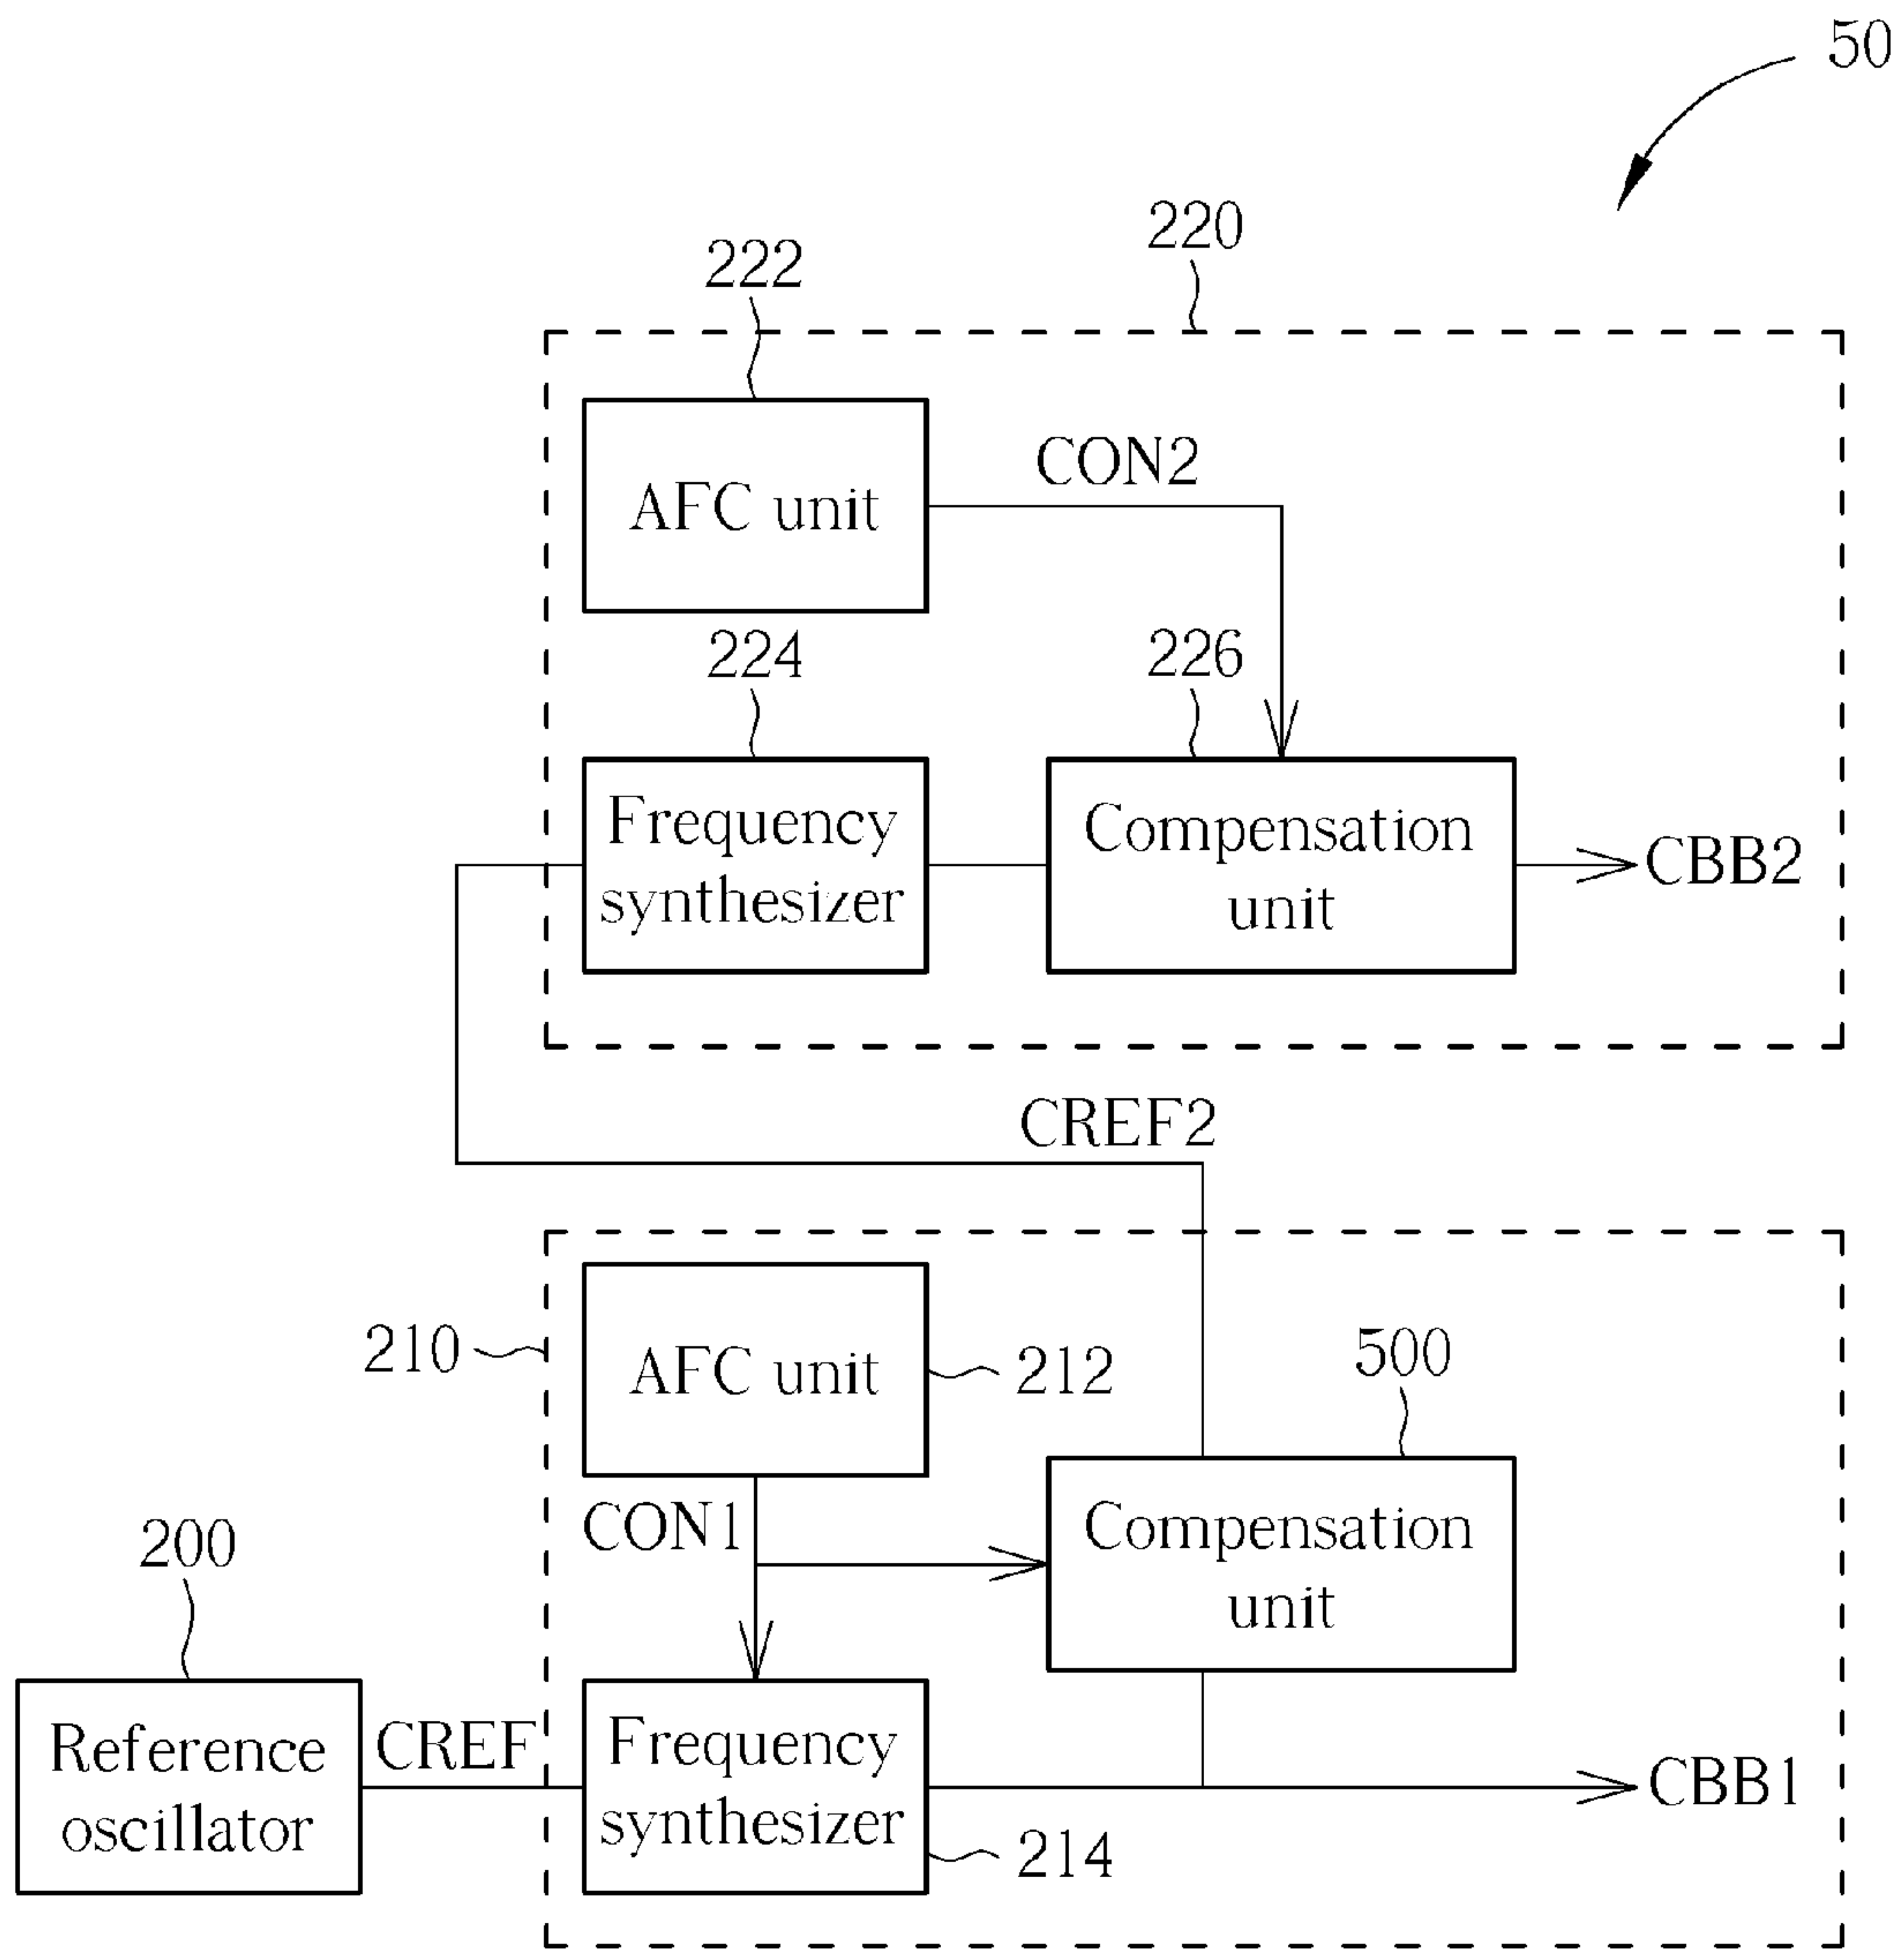 50
220
222
CON2
AFC unit
224
226
Frequency
synthesizer
Compensation
unit
CBB2
CREF2
210
AFC unit
212
500
CON1
Compensation
unit
200
Reference
oscillator
CREF
Frequency
synthesizer
CBB1
214